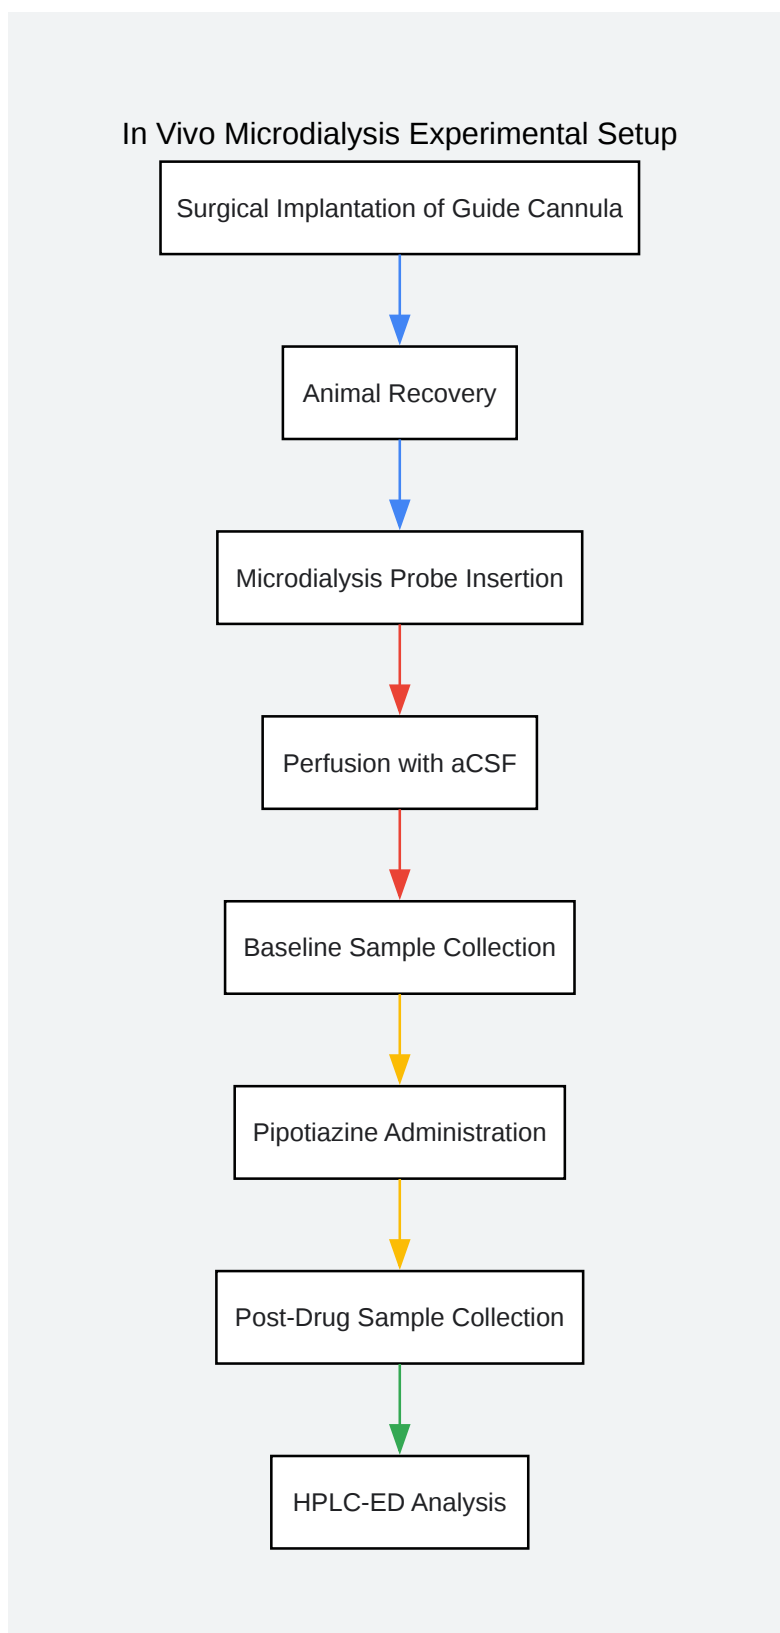 In Vivo Microdialysis Experimental Setup
Surgical Implantation of Guide Cannula
Animal Recovery
Microdialysis Probe Insertion
Perfusion with aCSF
Baseline Sample Collection
Pipotiazine Administration
Post-Drug Sample Collection
HPLC-ED Analysis